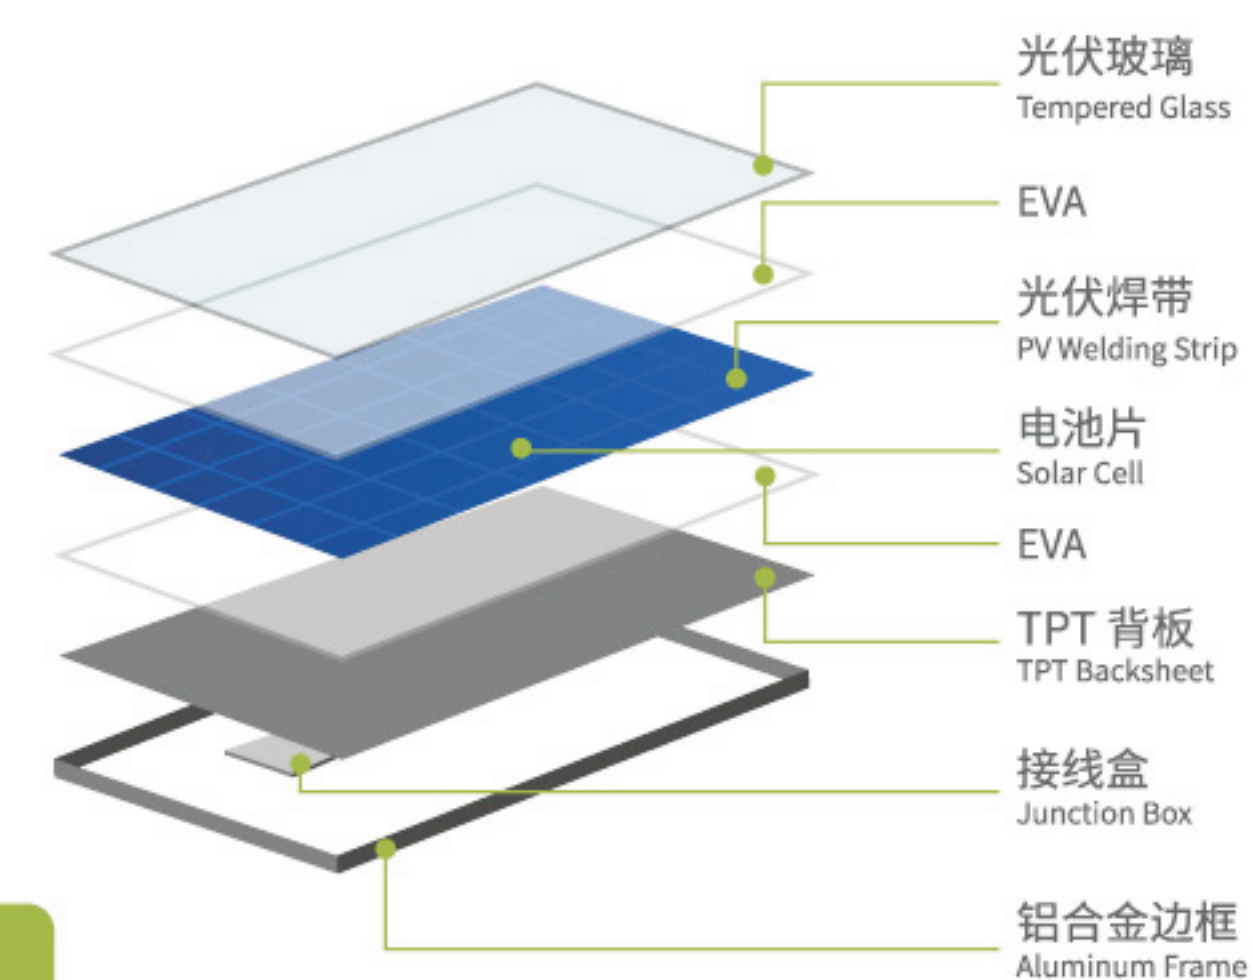 光伏玻璃
Tempered Glass
EVA
光伏焊带
PV Welding Strip
电池片
Solar Cell
EVA
TPT 背板
TPT Backsheet
接线盒
Junction Box
铝合金边框
Aluminum Frame